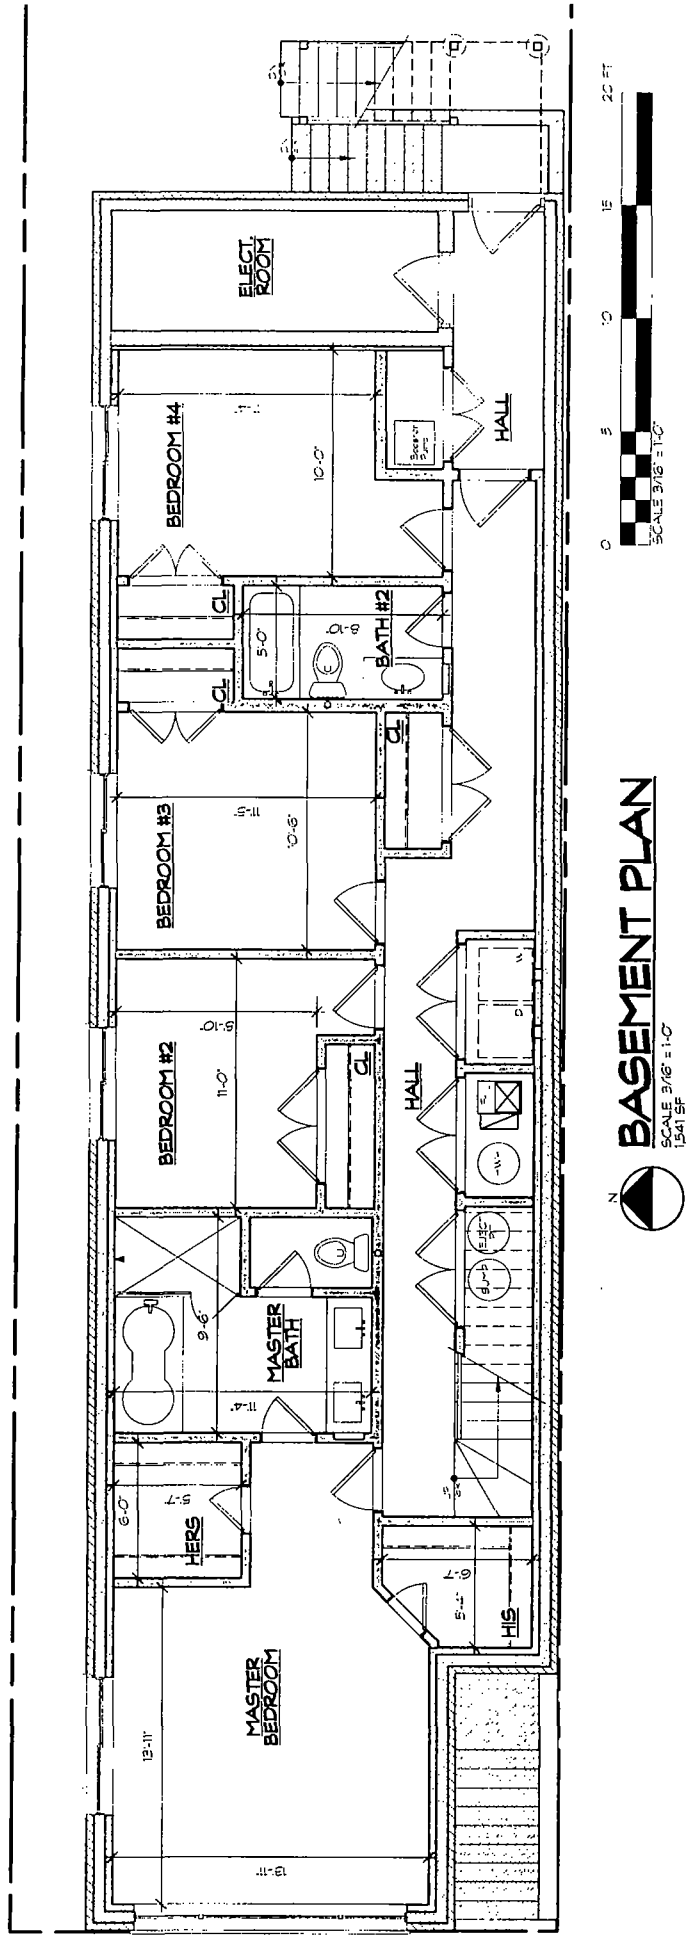 ELECT.
ROOM
BEDROOM #4
10'-0"
HALL
CL
5'-0"
8'-10"
BATH #2
CL
CL
BEDROOM #3
11'-5"
10'-6"
BEDROOM #2
11'-0"
CL
HALL
W
D
9'-6"
MASTER
BATH
11'-4"
6'-0"
5'-7"
HERS
6'-7"
HIS
MASTER
BEDROOM
13'-11"
13'-11"
N
BASEMENT PLAN
SCALE 3/16" = 1'-0"
1,541 SF
0 5 10 15 20 FT
SCALE 3/16" = 1'-0"